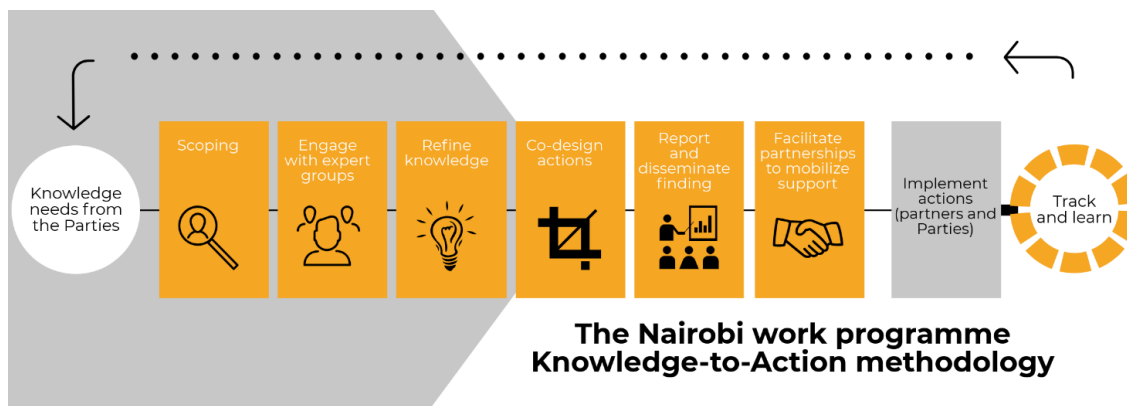 Knowledge
needs from
the Parties
Scoping
Engage
with expert
groups
Refine
knowledge
Co-design
actions
Report
and
disseminate
finding
Facilitate
partnerships
to mobilize
support
Implement
actions
(partners and
Parties)
Track
and learn
The Nairobi work programme
Knowledge-to-Action methodology